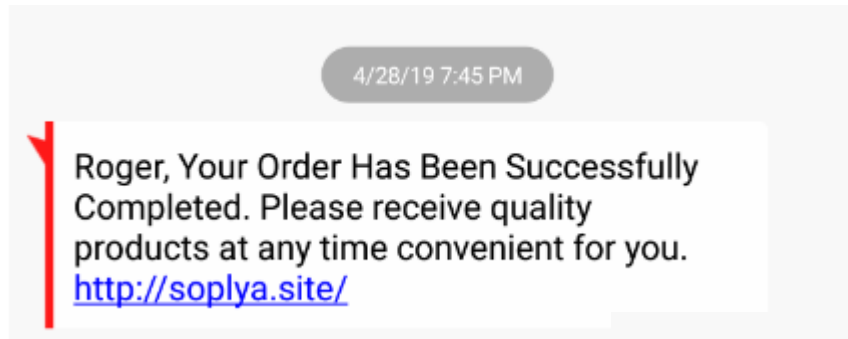 4/28/19 7:45 PM
Roger, Your Order Has Been Successfully
Completed. Please receive quality
products at any time convenient for you.
http://soplya.site/